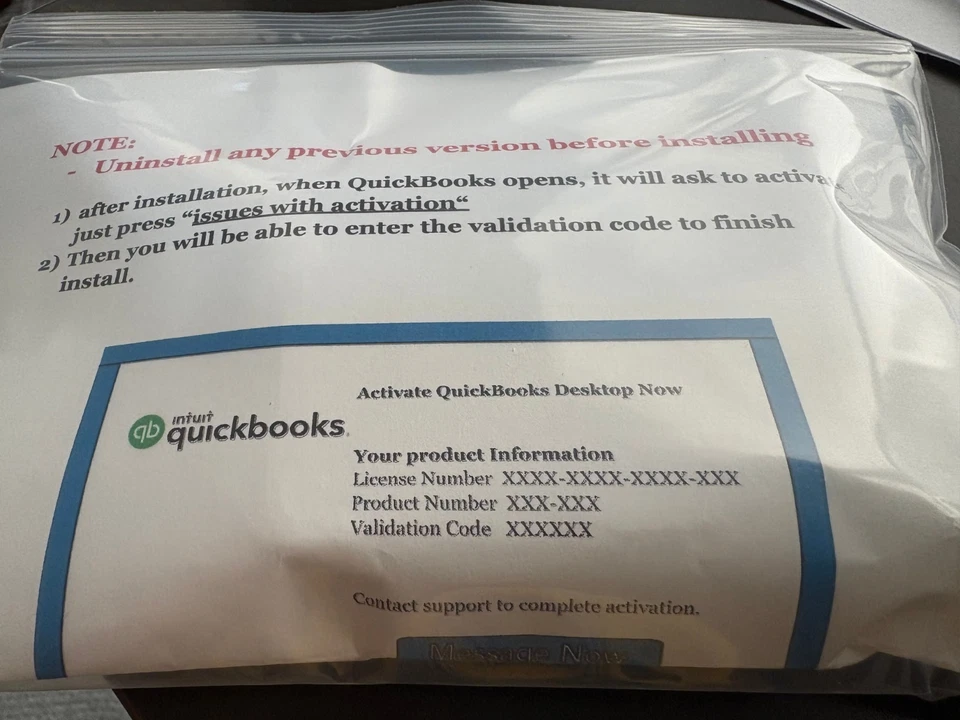 NOTE:
- Uninstall any previous version before installing
1) after installation, when QuickBooks opens, it will ask to activa
just press “issues with activation“
2) Then you will be able to enter the validation code to finish
install.
Activate QuickBooks Desktop Now
qb intuit
quickbooks.
Your product Information
License Number XXXX-XXXX-XXXX-XXX
Product Number XXX-XXX
Validation Code XXXXXX
Contact support to complete activation.
Message Now